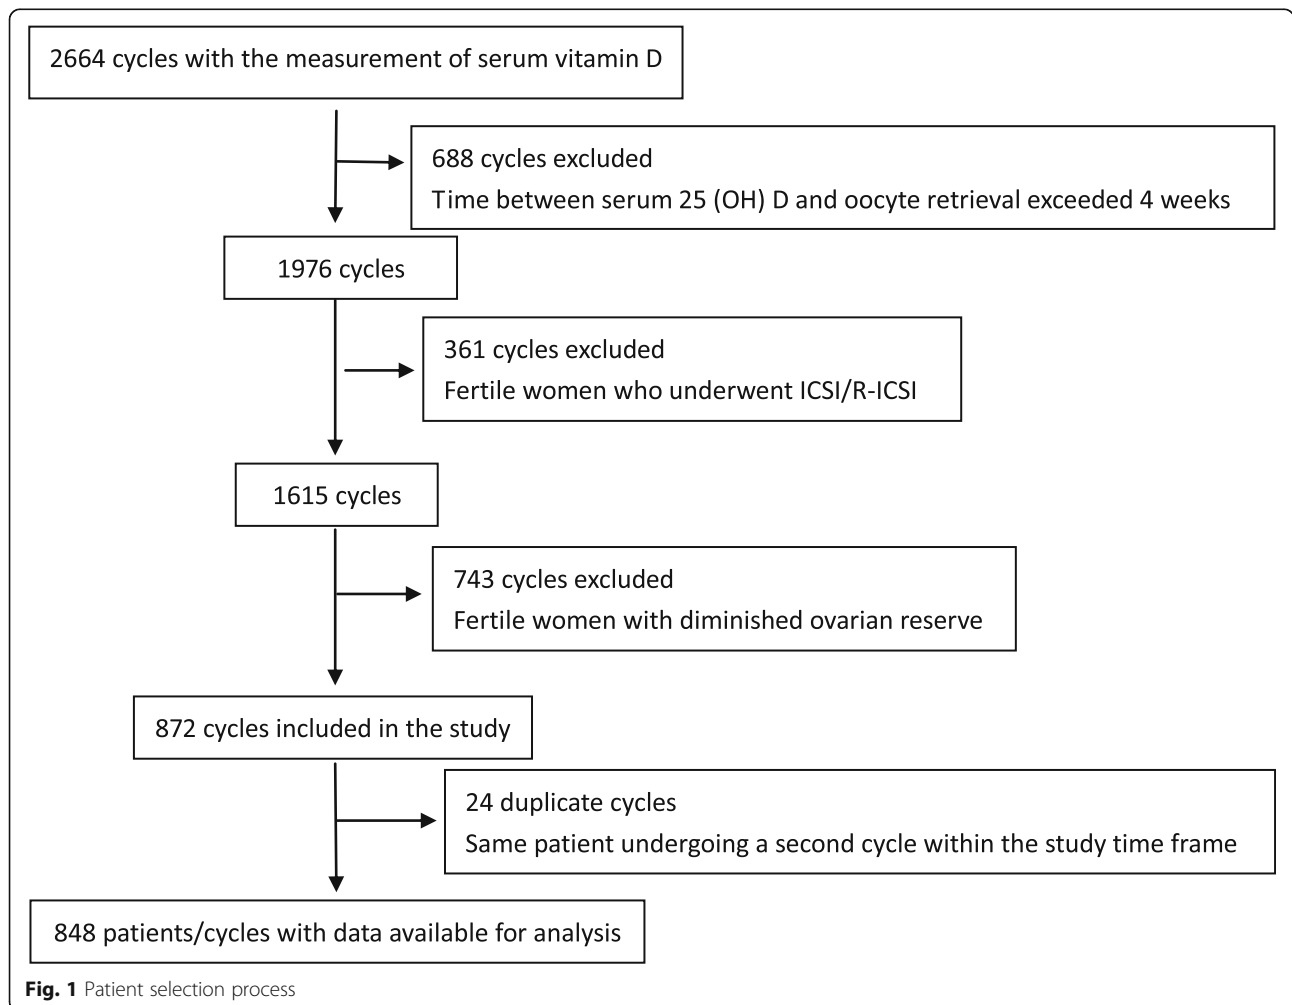 2664 cycles with the measurement of serum vitamin D
688 cycles excluded
Time between serum 25 (OH) D and oocyte retrieval exceeded 4 weeks
1976 cycles
361 cycles excluded
Fertile women who underwent ICSI/R-ICSI
1615 cycles
743 cycles excluded
Fertile women with diminished ovarian reserve
872 cycles included in the study
24 duplicate cycles
Same patient undergoing a second cycle within the study time frame
848 patients/cycles with data available for analysis
Fig. 1 Patient selection process